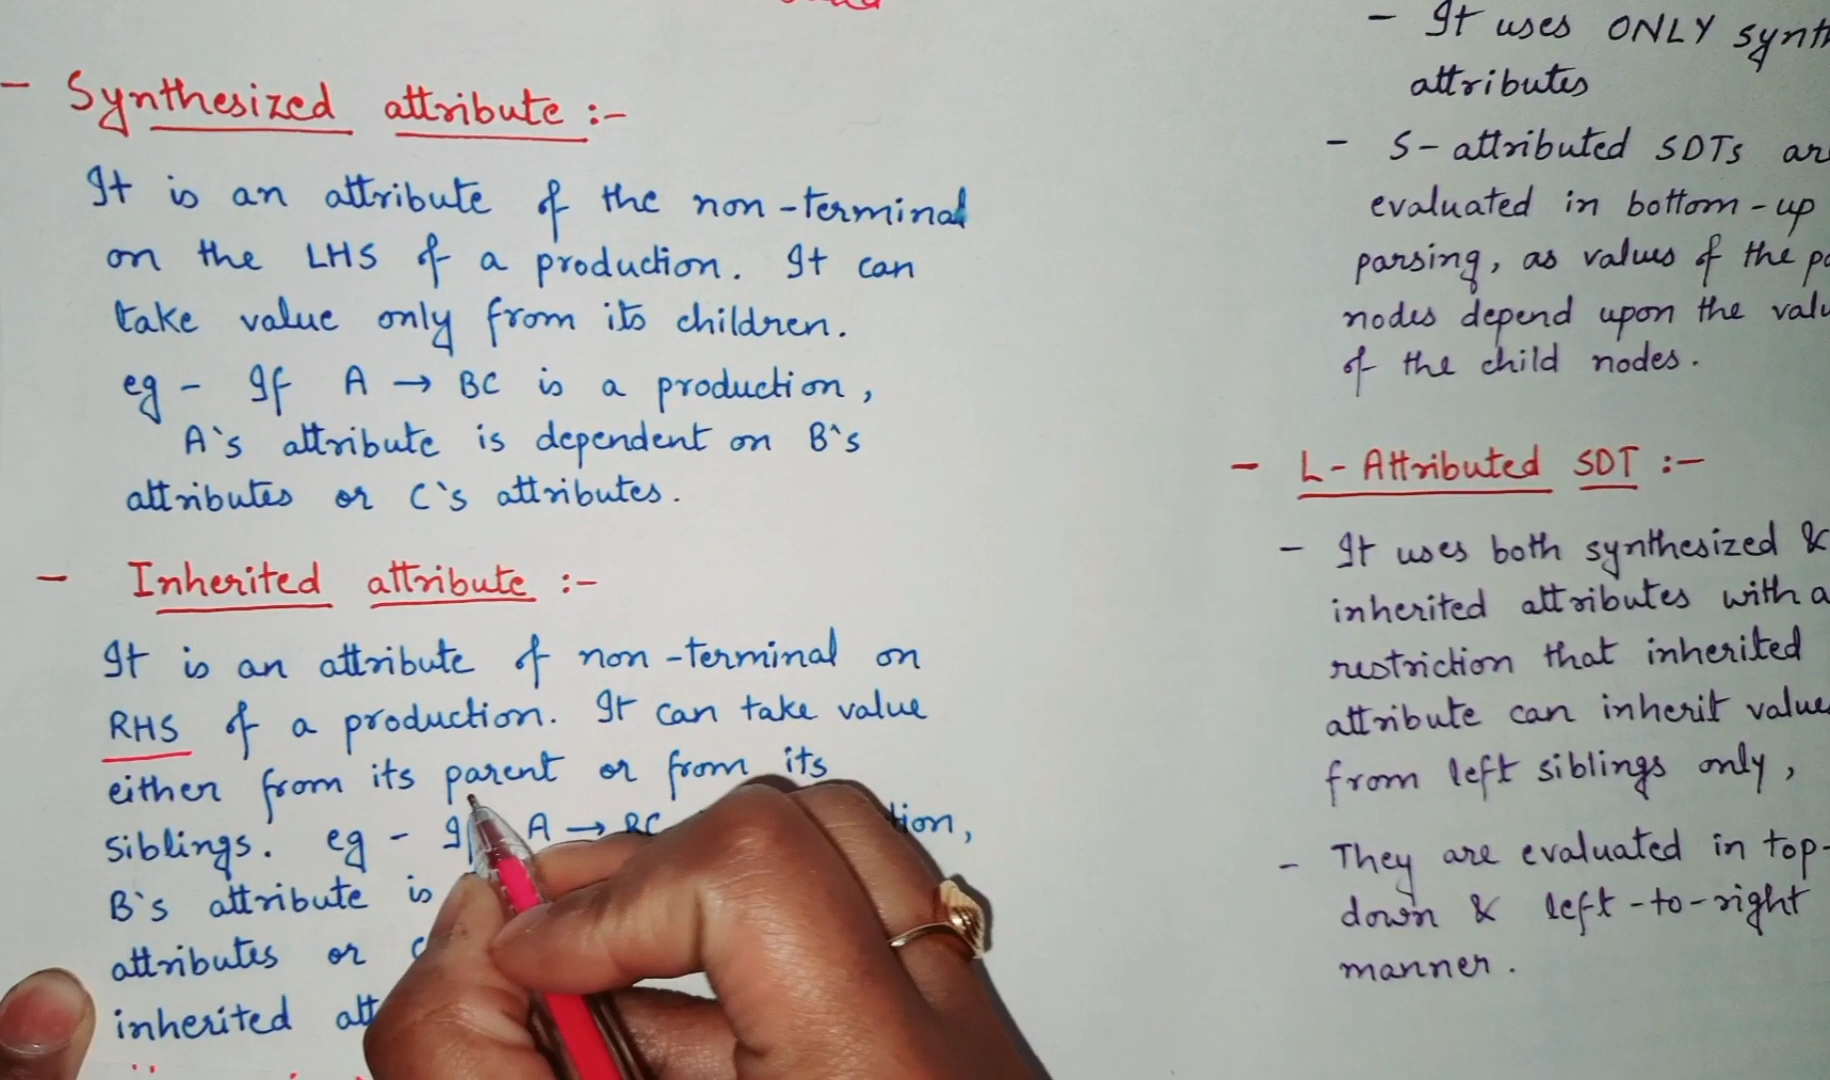 - Synthesized attribute :-
It is an attribute of the non-terminal
on the LHS of a production. It can
take value only from its children.
eg - If A → BC is a production,
A's attribute is dependent on B's
attributes or C's attributes.
- Inherited attribute :-
It is an attribute of non-terminal on
RHS of a production. It can take value
either from its parent or from its
siblings. eg - If A → BC
B's attribute is
attributes or
inherited
- It uses ONLY
attributes
- S-attributed SDTs
evaluated in bottom-up
parsing, as values of the
nodes depend upon the
of the child nodes.
- L-Attributed SDT :-
- It uses both synthesized &
inherited attributes with a
restriction that inherited
attribute can inherit
from left siblings only,
- They are evaluated in top-
down & left-to-right
manner.